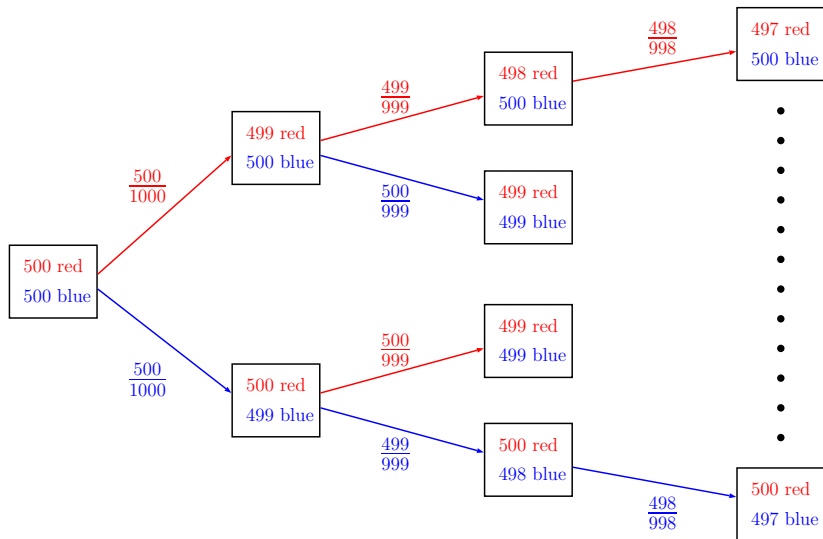 500 red
500 blue
500
1000
500
1000
499 red
500 blue
500 red
499 blue
499
999
500
999
500
999
499
999
498 red
500 blue
499 red
499 blue
499 red
499 blue
500 red
498 blue
498
998
498
998
497 red
500 blue
500 red
497 blue